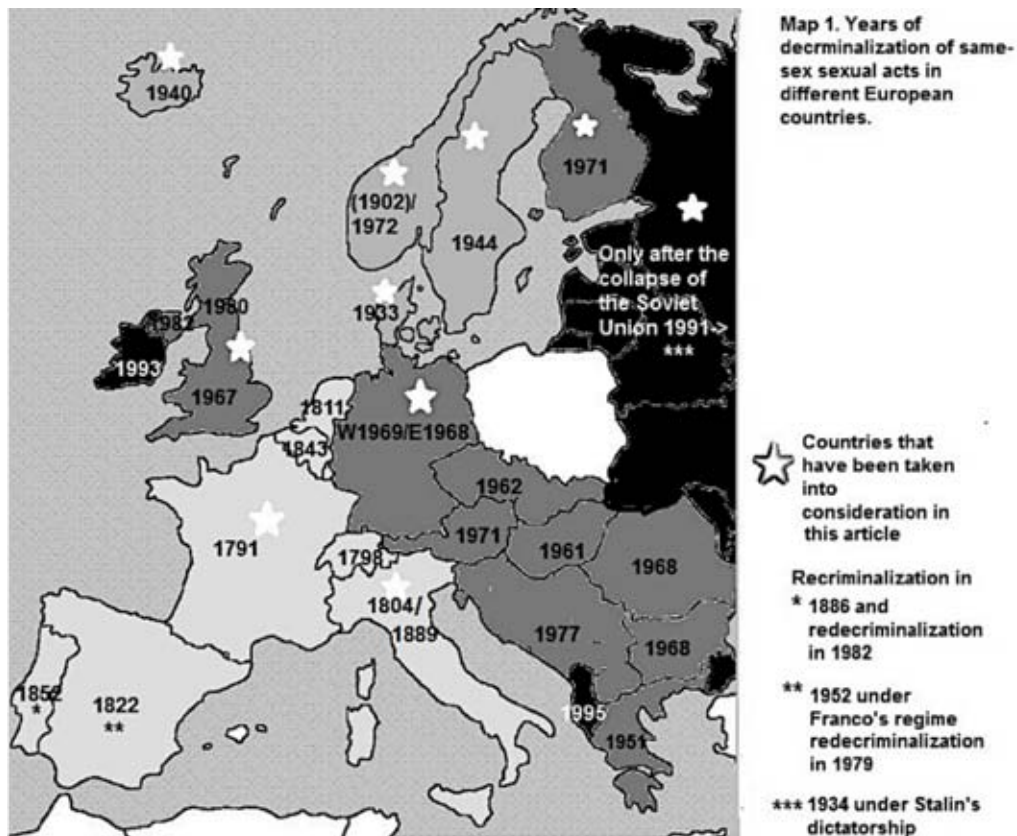 Map 1. Years of
decrminalization of same-
sex sexual acts in
different European
countries.
1940
1971
(1902)/
1972
1944
Only after the
collapse of
the Soviet
Union 1991->
***
1933
1980
1982
1993
1967
1811
1843
W1969/E1968
1962
1791
1798
1971
1961
1968
1804/
1889
1977
1968
1852
*
1822
**
1995
1951
Countries that
have been taken
into
consideration in
this article
Recriminalization in
* 1886 and
redecriminalization
in 1982
** 1952 under
Franco's regime
redecriminalization
in 1979
*** 1934 under Stalin's
dictatorship